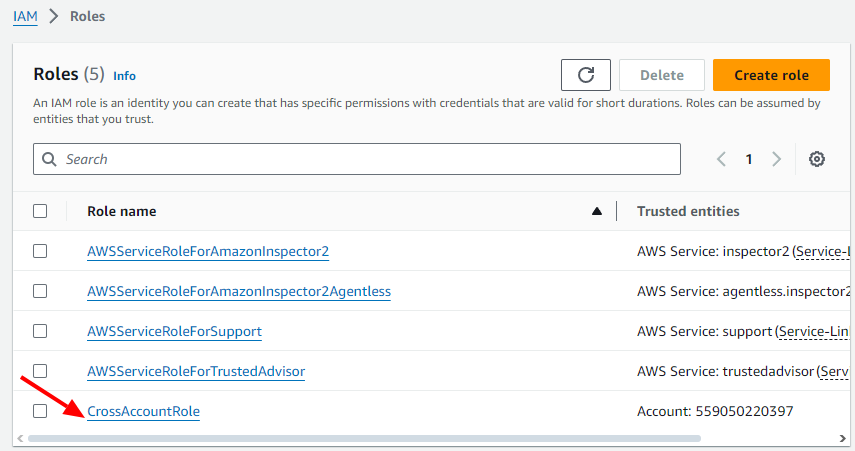 IAM > Roles
Roles (5) Info
Delete
Create role
An IAM role is an identity you can create that has specific permissions with credentials that are valid for short durations. Roles can be assumed by
entities that you trust.
Search
1
Role name
Trusted entities
AWSServiceRoleForAmazonInspector2
AWS Service: inspector2 (Service-L
AWSServiceRoleForAmazonInspector2Agentless
AWS Service: agentless.inspector2
AWSServiceRoleForSupport
AWS Service: support (Service-Lin
AWSServiceRoleForTrustedAdvisor
AWS Service: trustedadvisor (Serv
CrossAccountRole
Account: 559050220397